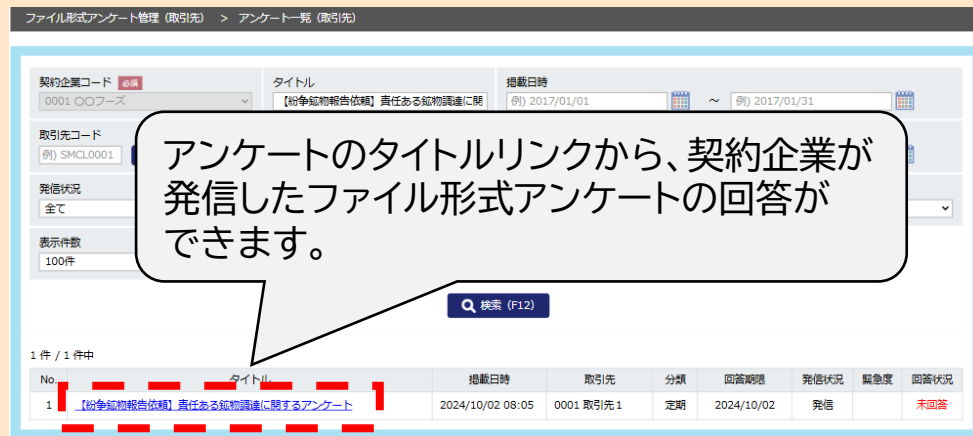 ファイル形式アンケート管理（取引先） > アンケート一覧（取引先）
契約企業コード 必須 タイトル 掲載日時
0001 〇〇フーズ 【紛争鉱物報告依頼】責任ある鉱物調達に関 例) 2017/01/01 ～ 例) 2017/01/31
取引先コード
例) SMCL0001
発信状況
全て
表示件数
100件
アンケートのタイトルリンクから、契約企業が
発信したファイル形式アンケートの回答が
できます。
検索 (F12)
1 件 / 1 件中
No. タイトル 掲載日時 取引先 分類 回答期限 発信状況 緊急度 回答状況
1 【紛争鉱物報告依頼】責任ある鉱物調達に関するアンケート 2024/10/02 08:05 0001 取引先1 定期 2024/10/02 発信 未回答